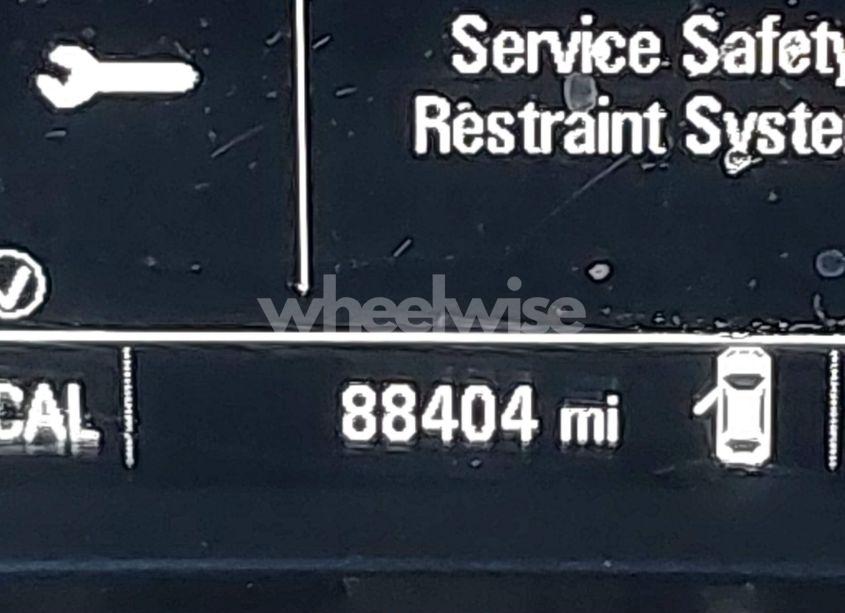 Service Safety
Restraint Syste
wheelwise
CAL
88404 mi